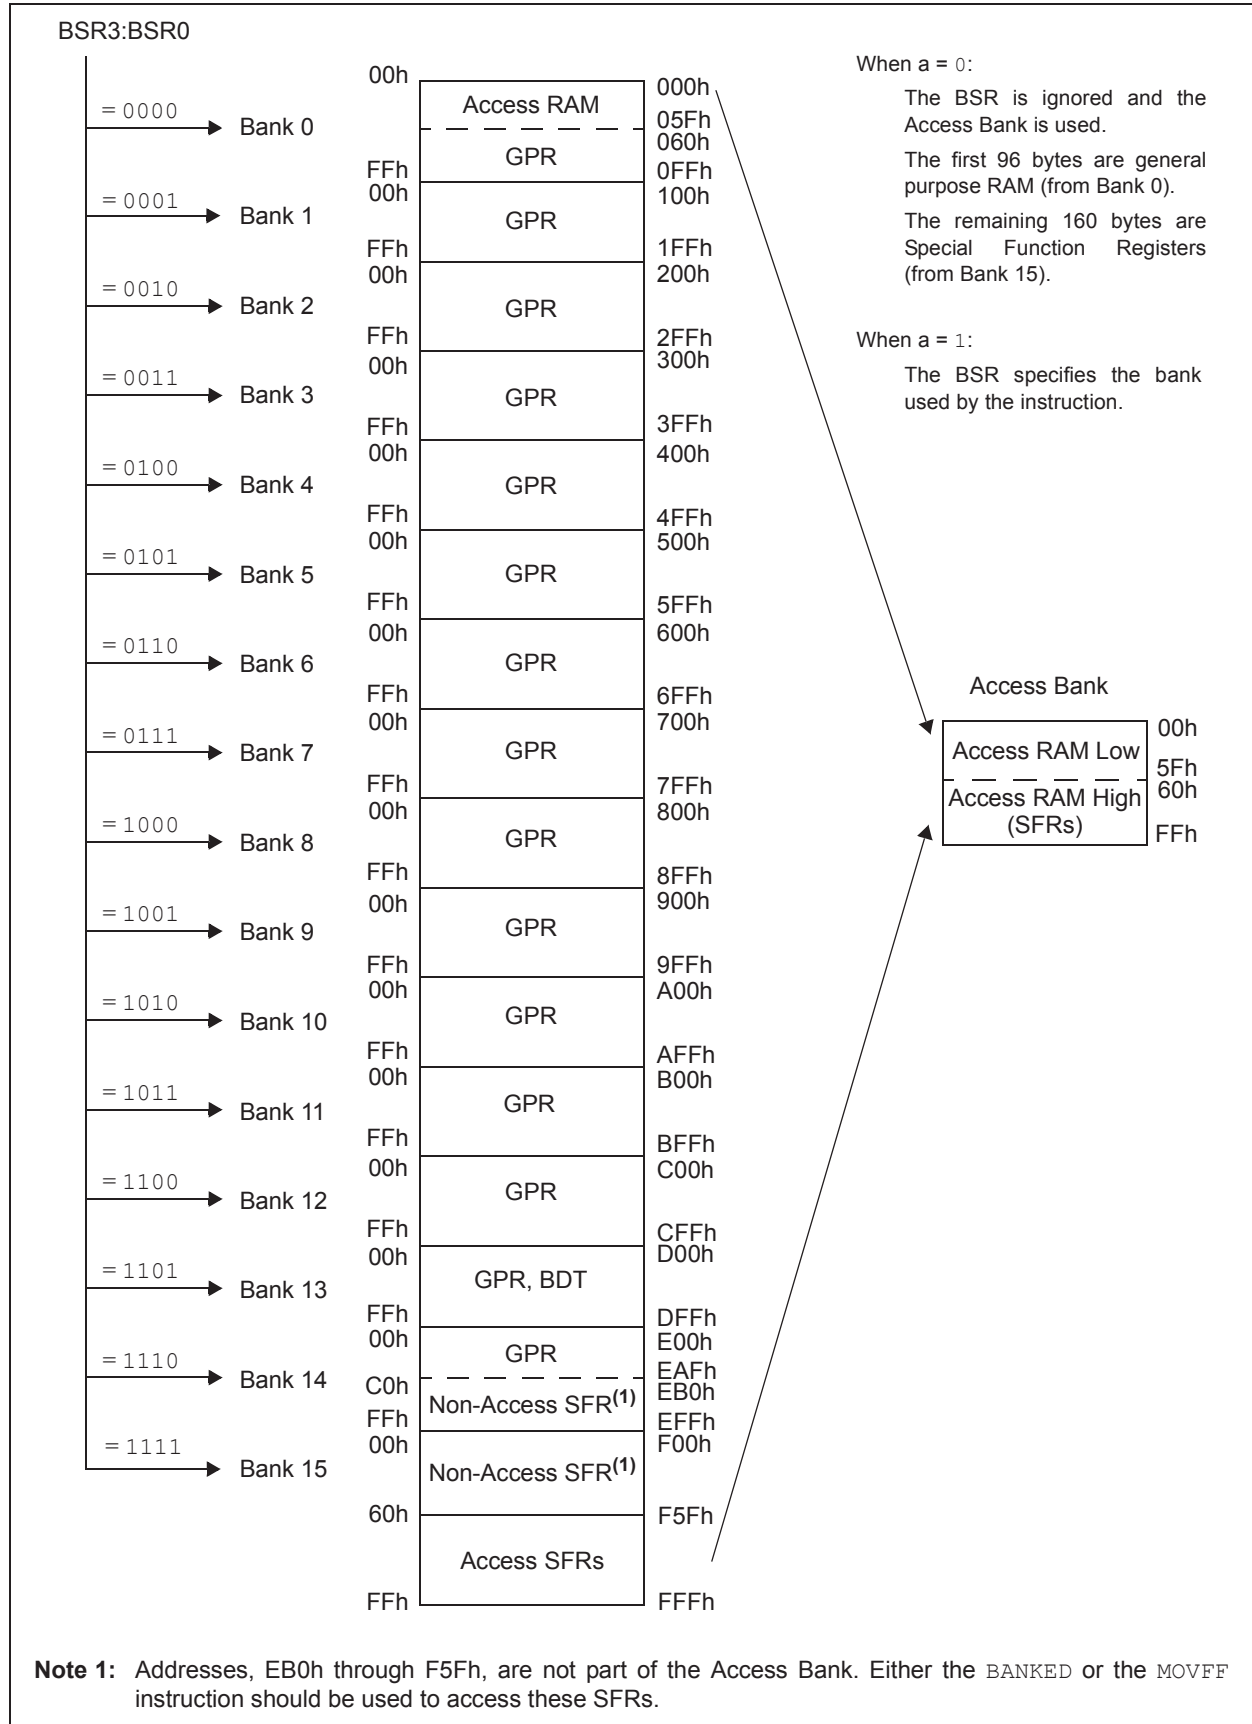 BSR3:BSR0
= 0000
Bank 0
= 0001
Bank 1
= 0010
Bank 2
= 0011
Bank 3
= 0100
Bank 4
= 0101
Bank 5
= 0110
Bank 6
= 0111
Bank 7
= 1000
Bank 8
= 1001
Bank 9
= 1010
Bank 10
= 1011
Bank 11
= 1100
Bank 12
= 1101
Bank 13
= 1110
Bank 14
= 1111
Bank 15
00h
Access RAM
000h
05Fh
060h
GPR
FFh
0FFh
00h
100h
GPR
FFh
1FFh
00h
200h
GPR
FFh
2FFh
00h
300h
GPR
FFh
3FFh
00h
400h
GPR
FFh
4FFh
00h
500h
GPR
FFh
5FFh
00h
600h
GPR
FFh
6FFh
00h
700h
GPR
FFh
7FFh
00h
800h
GPR
FFh
8FFh
00h
900h
GPR
FFh
9FFh
00h
A00h
GPR
FFh
AFFh
00h
B00h
GPR
FFh
BFFh
00h
C00h
GPR
FFh
CFFh
00h
D00h
GPR, BDT
FFh
DFFh
00h
E00h
GPR
EAFh
C0h
EB0h
Non-Access SFR(1)
FFh
EFFh
00h
F00h
Non-Access SFR(1)
60h
F5Fh
Access SFRs
FFh
FFFh
When a = 0:
The BSR is ignored and the
Access Bank is used.
The first 96 bytes are general
purpose RAM (from Bank 0).
The remaining 160 bytes are
Special Function Registers
(from Bank 15).
When a = 1:
The BSR specifies the bank
used by the instruction.
Access Bank
00h
Access RAM Low
5Fh
60h
Access RAM High
(SFRs)
FFh
Note 1: Addresses, EB0h through F5Fh, are not part of the Access Bank. Either the BANKED or the MOVFF
instruction should be used to access these SFRs.